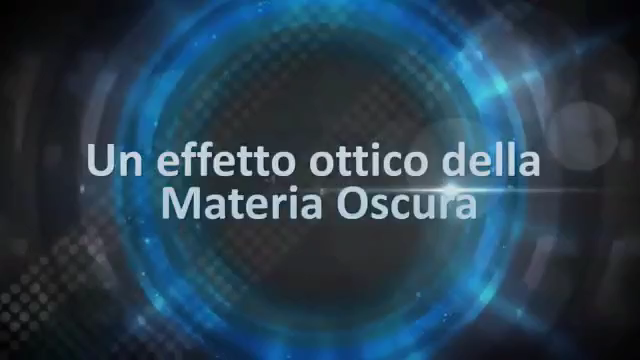 Un effetto ottico della
Materia Oscura